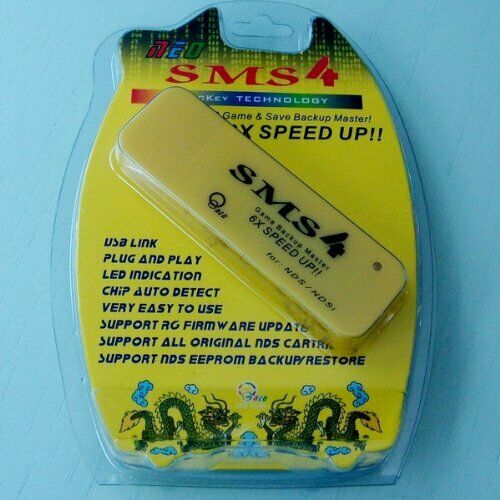 NEO
SMS4
Key TECHNOLOGY
Game & Save Backup Master!
X SPEED UP!!
NEO
SMS4
Game Backup Master
6X SPEED UP!!
for: NDS/NDSi
USB LINK
PLUG AND PLAY
LED INDICATION
CHIP AUTO DETECT
VERY EASY TO USE
SUPPORT RG FIRMWARE UPDATE
SUPPORT ALL ORIGINAL NDS CARTRI
SUPPORT NDS EEPROM BACKUP/RESTORE
NEO